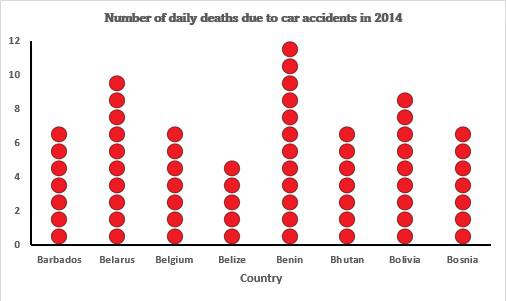 Number of daily deaths due to car accidents in 2014
12
10
8
6
4
2
0
Barbados Belarus Belgium Belize Benin Bhutan Bolivia Bosnia
Country